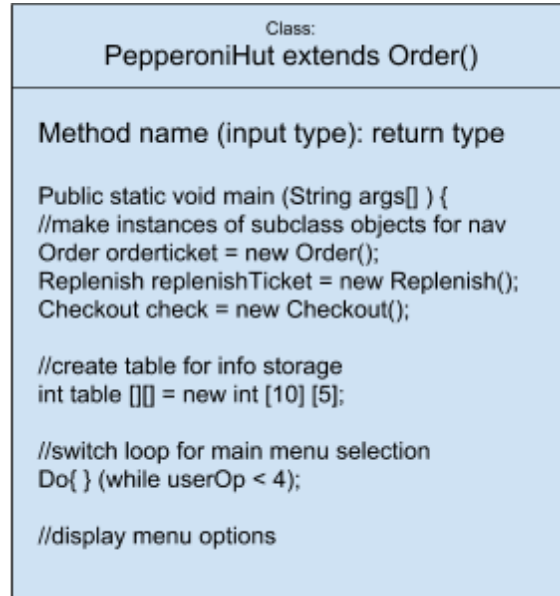 Class:
PepperoniHut extends Order()
Method name (input type): return type
Public static void main (String args[] ) {
//make instances of subclass objects for nav
Order orderticket = new Order();
Replenish replenishTicket = new Replenish();
Checkout check = new Checkout();
//create table for info storage
int table [][] = new int [10] [5];
//switch loop for main menu selection
Do{ } (while userOp < 4);
//display menu options